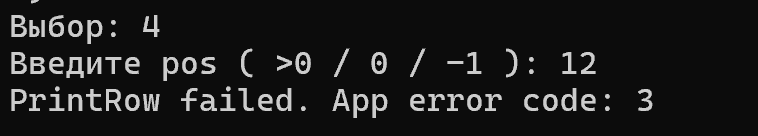 Выбор: 4
Введите pos ( >0 / 0 / -1 ): 12
PrintRow failed. App error code: 3